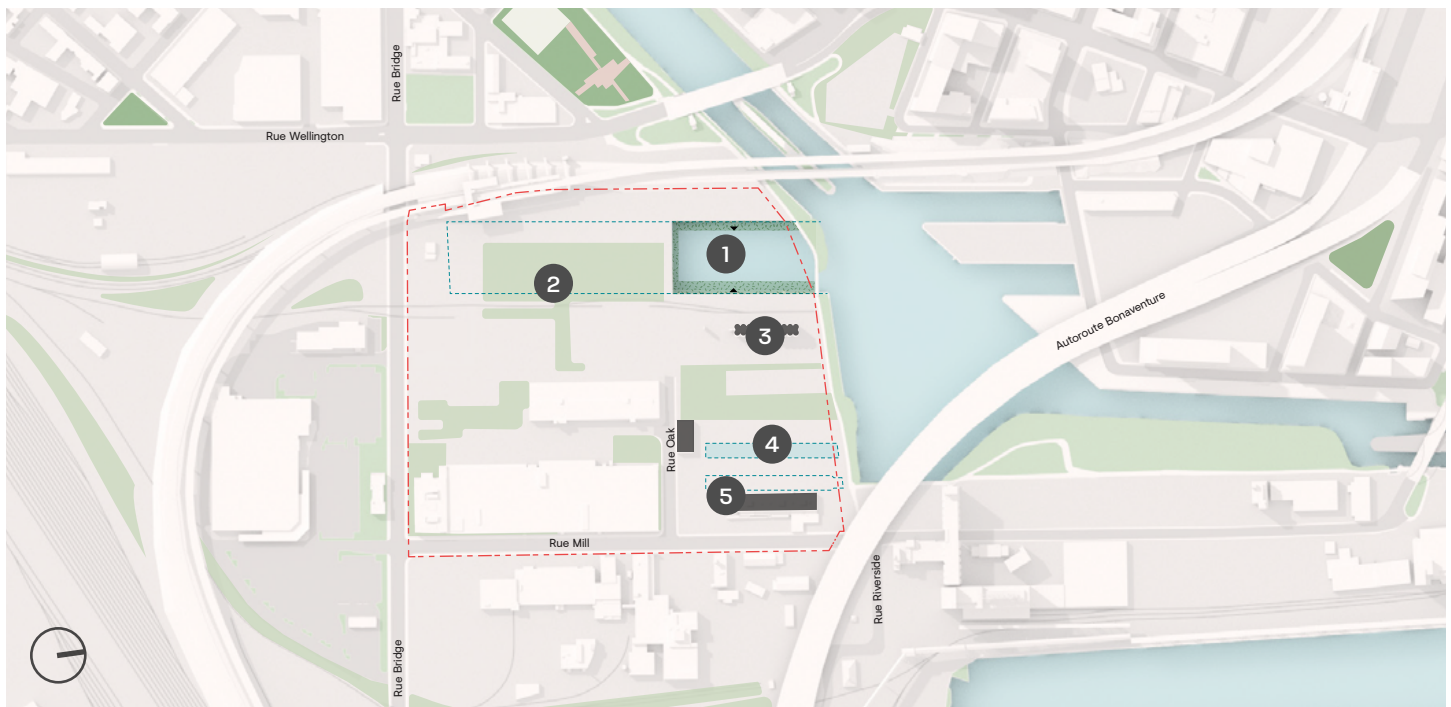 Rue Bridge
Rue Wellington
1
2
Autoroute Bonaventure
3
Rue Oak
4
5
Rue Mill
Rue Riverside
Rue Bridge